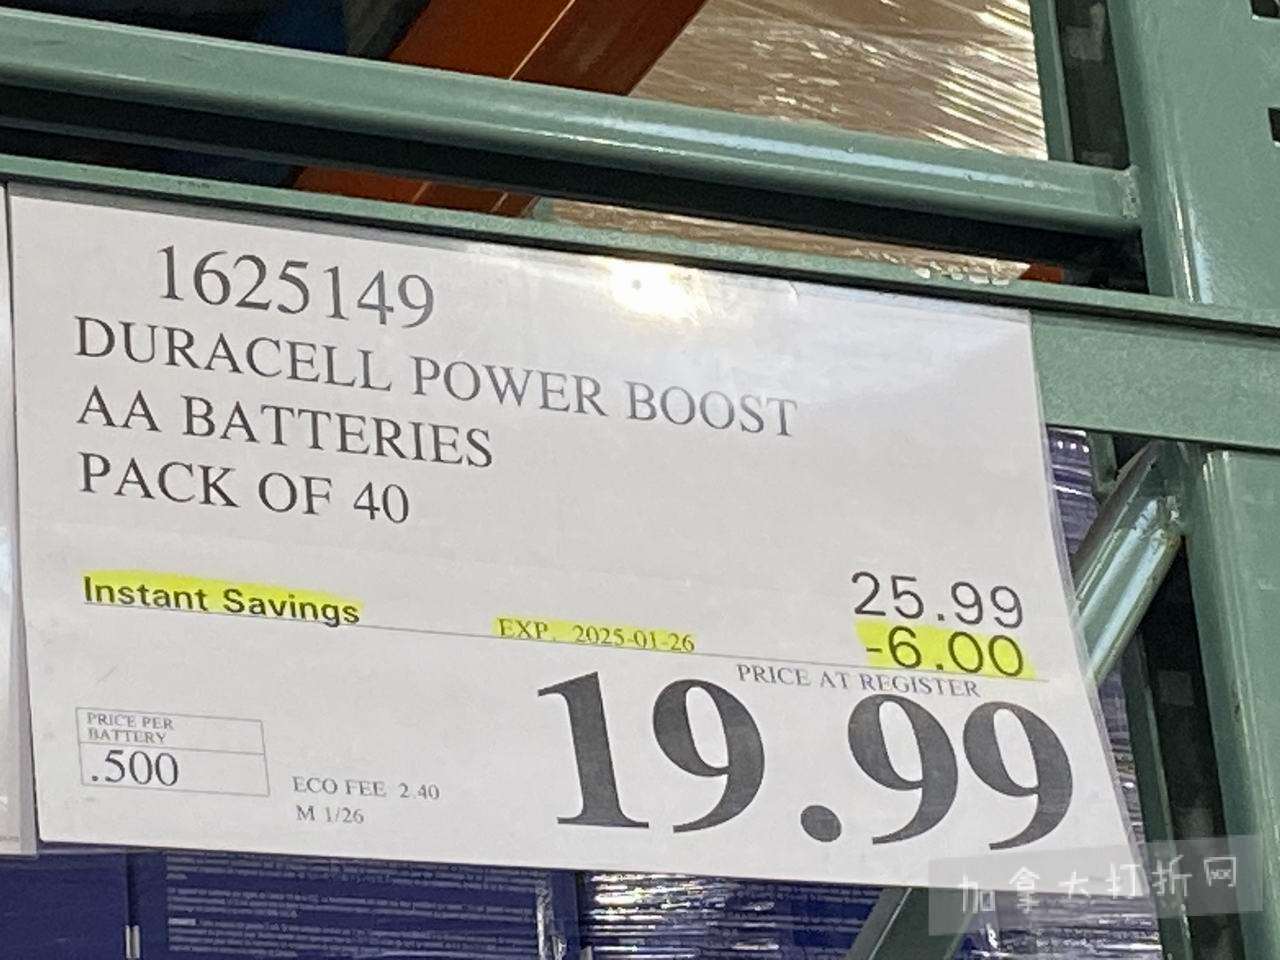 1625149
DURACELL POWER BOOST
AA BATTERIES
PACK OF 40
25.99
Instant Savings EXP. 2025-01-26 -6.00
PRICE AT REGISTER
19.99
PRICE PER
BATTERY
.500
ECO FEE 2.40
M 1/26
加拿大打折网